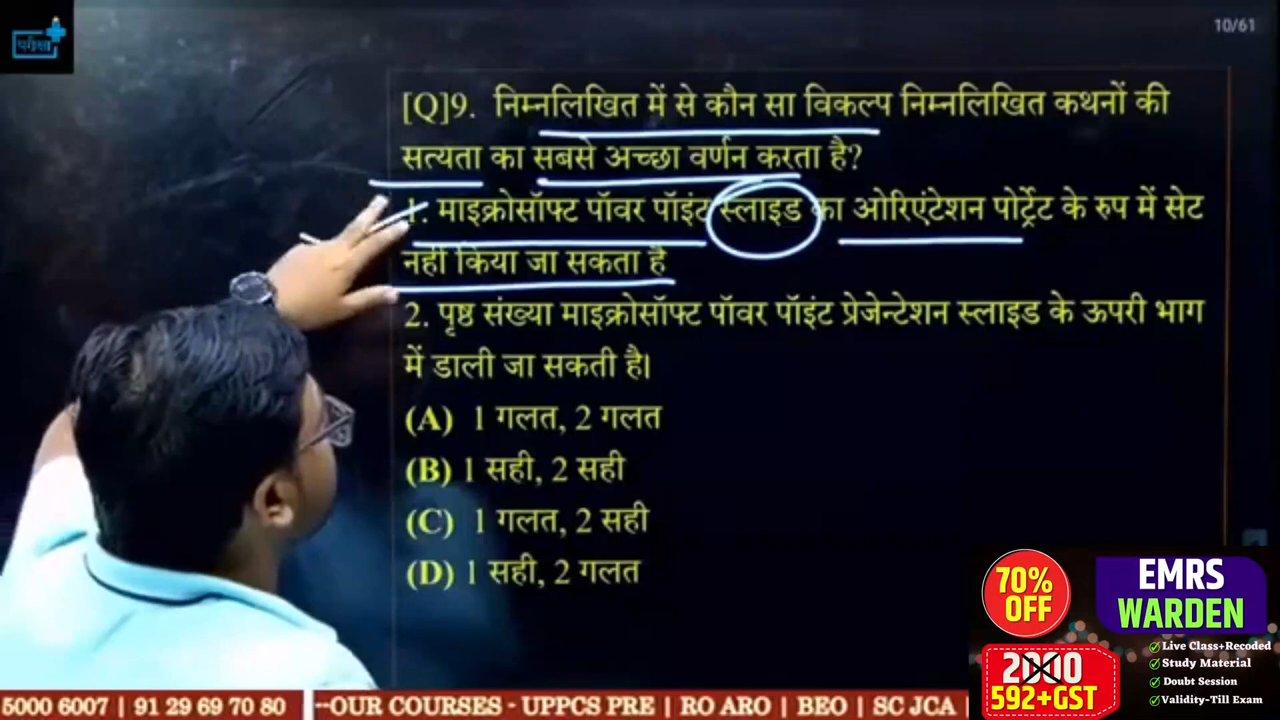 परीक्षा
10/61
[Q]9. निम्नलिखित में से कौन सा विकल्प निम्नलिखित कथनों की
सत्यता का सबसे अच्छा वर्णन करता है?
1. माइक्रोसॉफ्ट पॉवर पॉइंट स्लाइड का ओरिएंटेशन पोर्ट्रेट के रुप में सेट
नहीं किया जा सकता है
2. पृष्ठ संख्या माइक्रोसॉफ्ट पॉवर पॉइंट प्रेजेन्टेशन स्लाइड के ऊपरी भाग
में डाली जा सकती है।
(A) 1 गलत, 2 गलत
(B) 1 सही, 2 सही
(C) 1 गलत, 2 सही
(D) 1 सही, 2 गलत
70%
OFF
EMRS
WARDEN
2000
592+GST
Live Class+Recoded
Study Material
Doubt Session
Validity-Till Exam
5000 6007 | 91 29 69 70 80 | --OUR COURSES - UPPCS PRE | RO ARO | BEO | SC JCA |